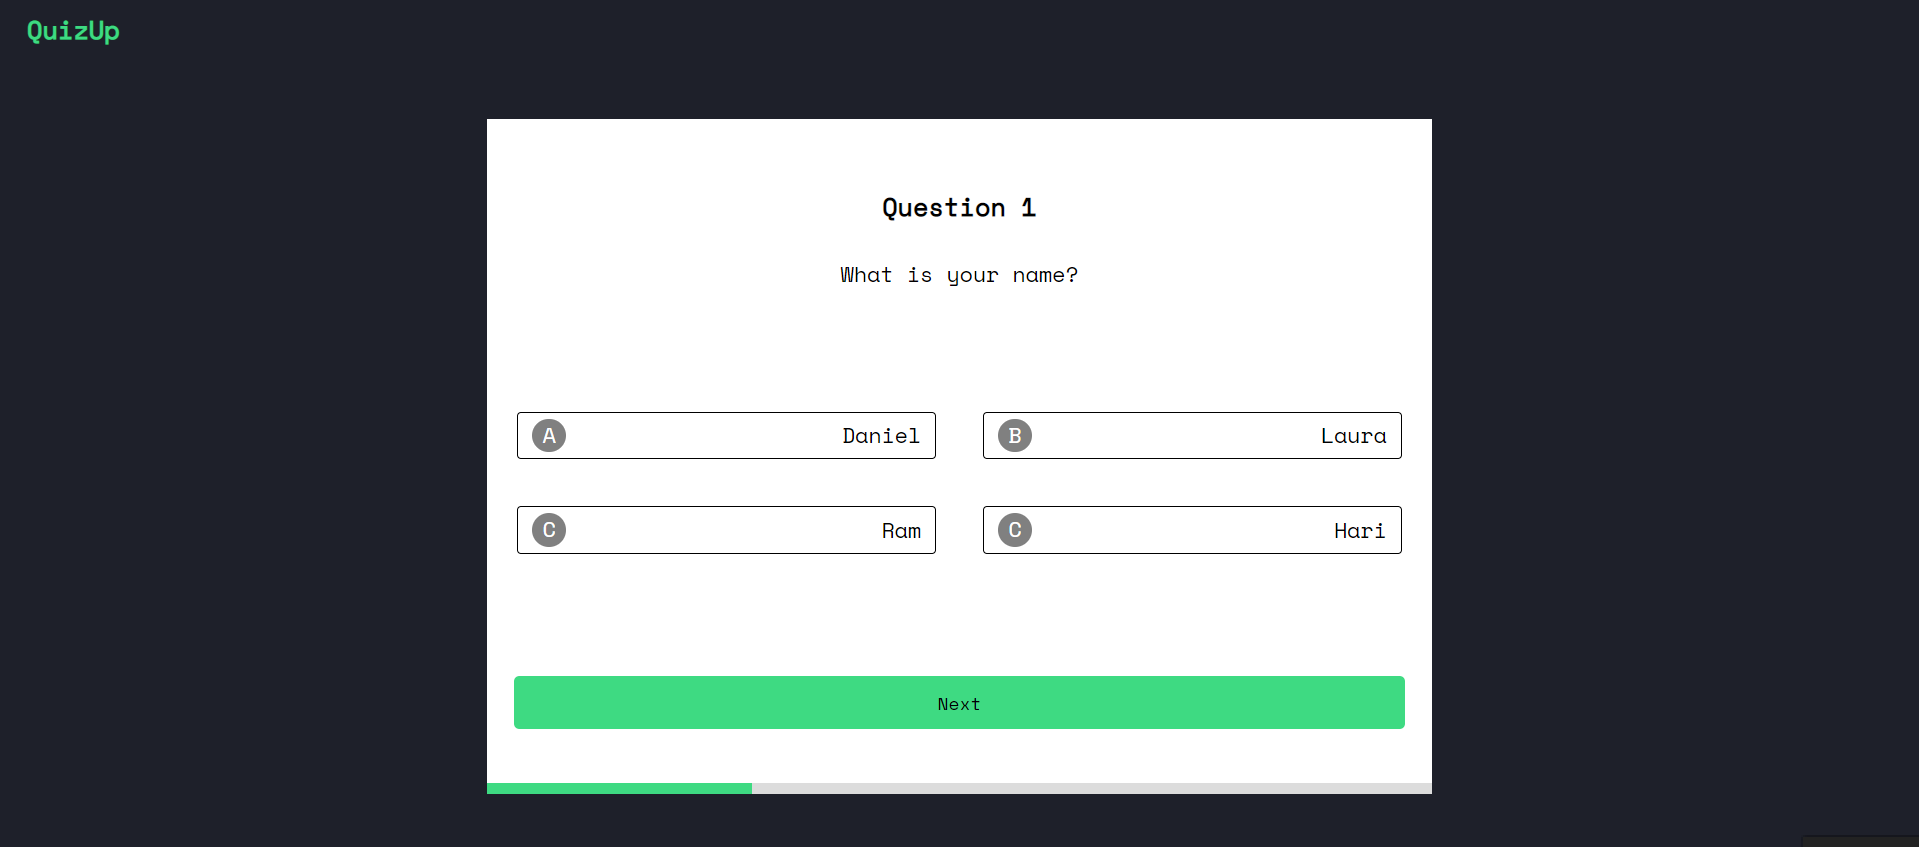 QuizUp
Question 1
What is your name?
A Daniel
B Laura
C Ram
C Hari
Next